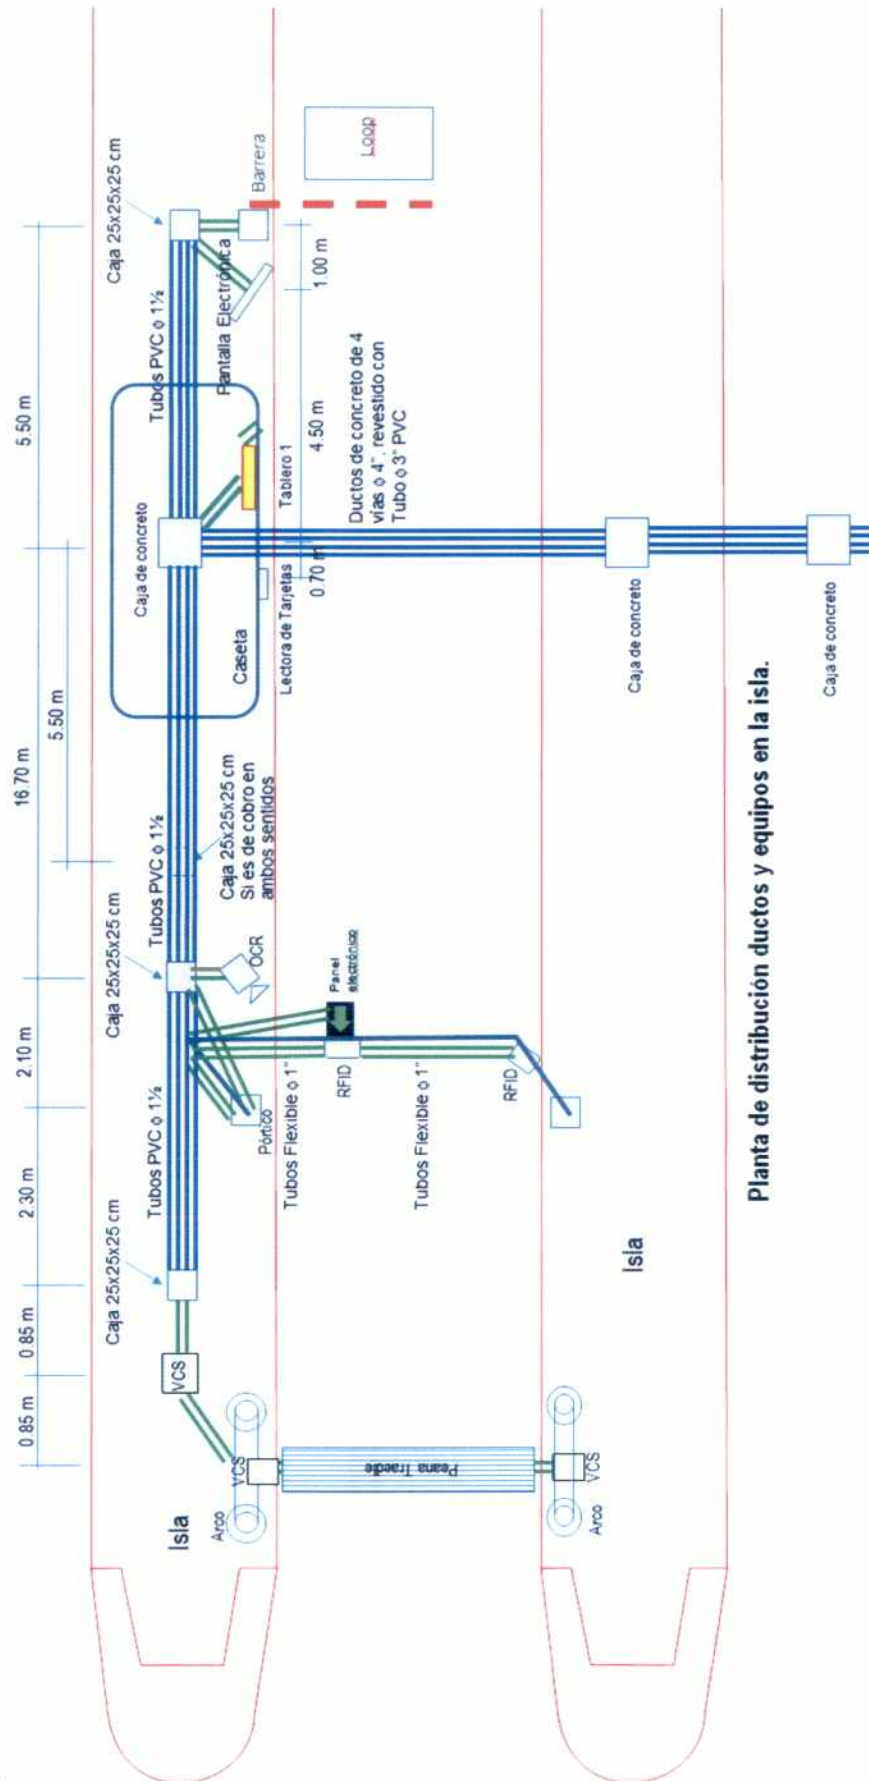 0.85 m
0.85 m
2.30 m
2.10 m
16.70 m
5.50 m
5.50 m
Caja 25x25x25 cm
Caja 25x25x25 cm
Caja 25x25x25 cm
Tubos PVC ϕ 1½
Tubos PVC ϕ 1½
Tubos PVC ϕ 1½
Caja de concreto
VCS
Isla
Arco
VCS
Pórtico
OCR
Caja 25x25x25 cm
Si es de cobro en
ambos sentidos
Caseta
Pantalla Electrónica
Barrera
Lectora de Tarjetas
Tablero 1
0.70 m
4.50 m
1.00 m
Loop
Tubos Flexible ϕ 1"
RFID
Panel
electrónico
Ductos de concreto de 4
vías ϕ 4", revestido con
Tubo ϕ 3" PVC
Tubos Flexible ϕ 1"
RFID
Arco
VCS
Isla
Caja de concreto
Planta de distribución ductos y equipos en la isla.
Caja de concreto